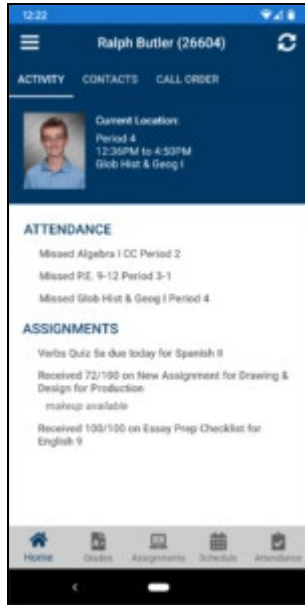 12:22
Ralph Butler (26604)
ACTIVITY CONTACTS CALL ORDER
Current Location:
Period 4
12:36PM to 4:50PM
Glob Hist & Geog I
ATTENDANCE
Missed Algebra I CC Period 2
Missed P.E. 9-12 Period 3-1
Missed Glob Hist & Geog I Period 4
ASSIGNMENTS
Verbs Quiz 5a due today for Spanish II
Received 72/100 on New Assignment for Drawing &
Design for Production
makeup available
Received 100/100 on Essay Prep Checklist for
English 9
Home Grades Assignments Schedule Attendance